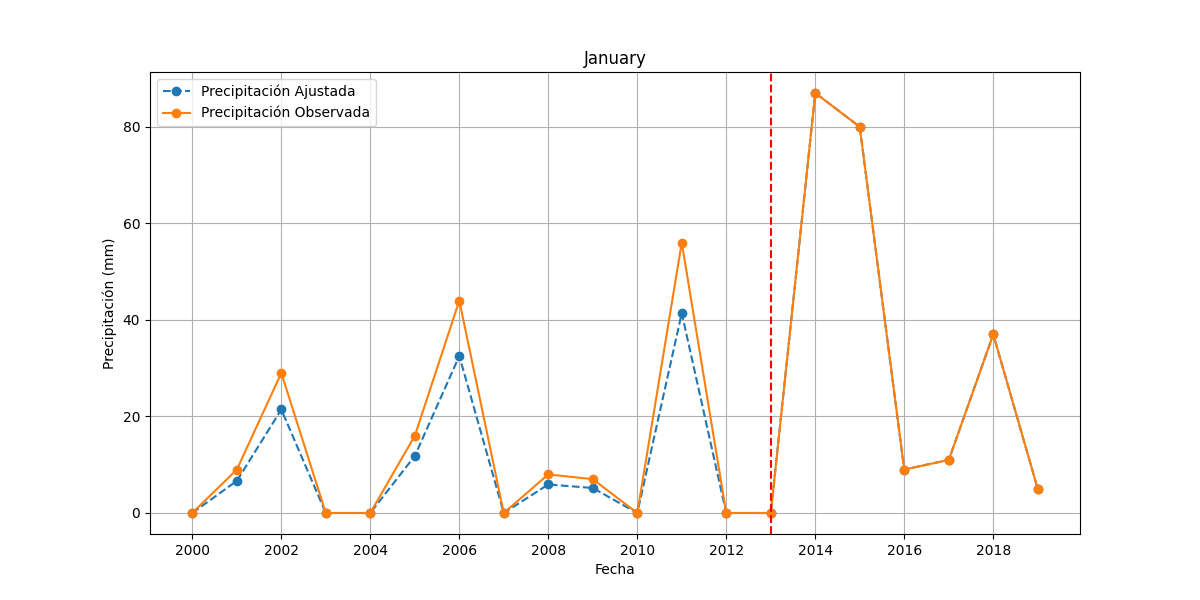 January
Precipitación Ajustada
Precipitación Observada
Precipitación (mm)
80
60
40
20
0
2000 2002 2004 2006 2008 2010 2012 2014 2016 2018
Fecha